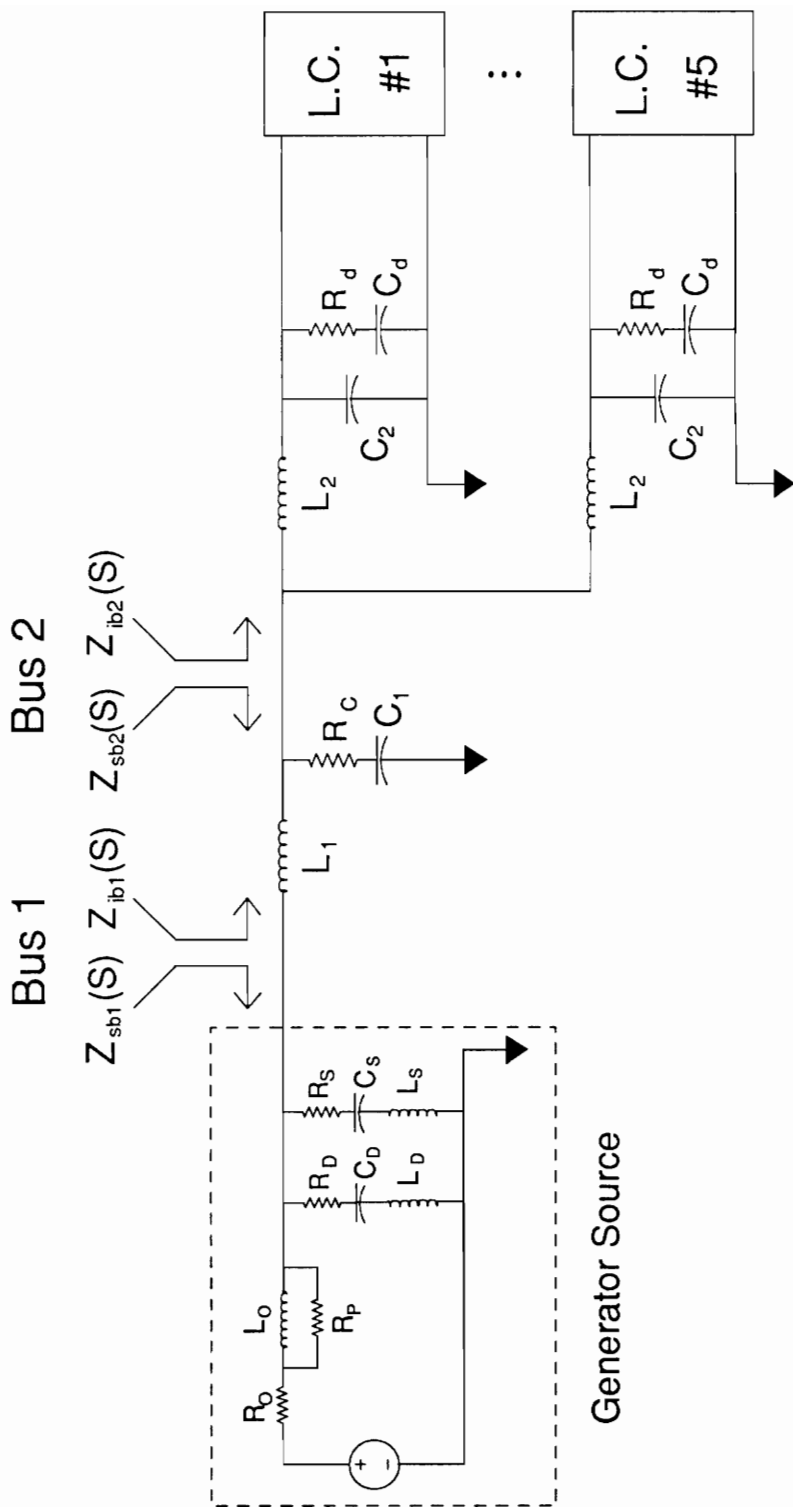 Bus 1
Bus 2
Z_sb1(S)
Z_ib1(S)
Z_sb2(S)
Z_ib2(S)
R_O
L_O
R_P
+
−
R_D
C_D
L_D
R_S
C_S
L_S
L_1
R_C
C_1
L_2
C_2
R_d
C_d
L.C.
#1
...
L_2
C_2
R_d
C_d
L.C.
#5
Generator Source